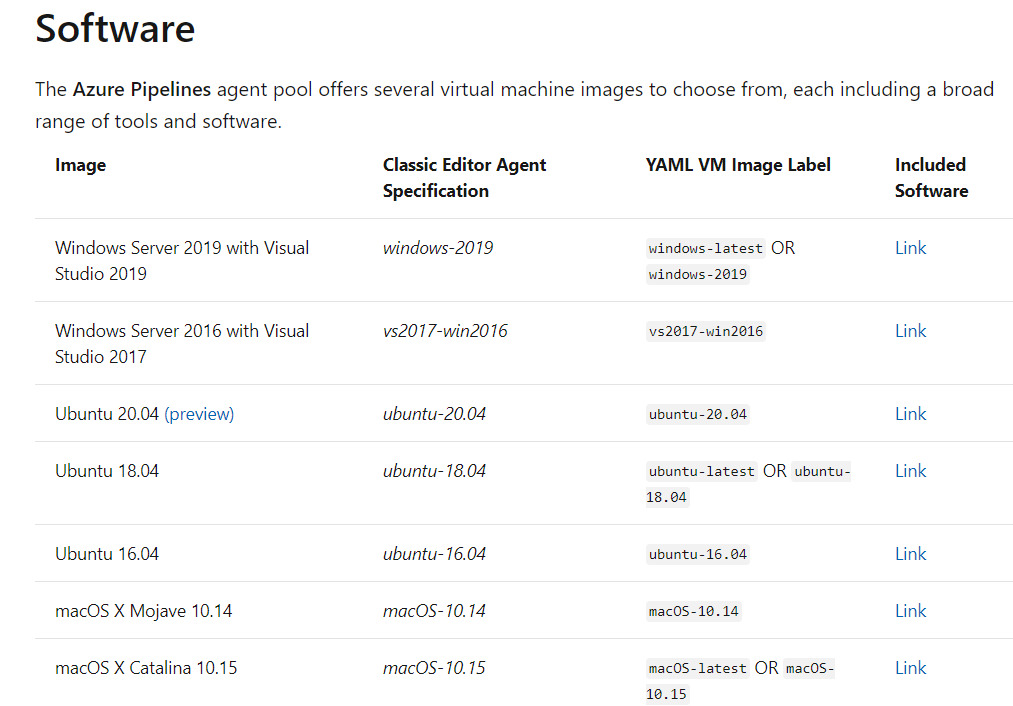 Software
The Azure Pipelines agent pool offers several virtual machine images to choose from, each including a broad
range of tools and software.
Image Classic Editor Agent YAML VM Image Label Included
Specification Software
Windows Server 2019 with Visual windows-2019 windows-latest OR Link
Studio 2019 windows-2019
Windows Server 2016 with Visual vs2017-win2016 vs2017-win2016 Link
Studio 2017
Ubuntu 20.04 (preview) ubuntu-20.04 ubuntu-20.04 Link
Ubuntu 18.04 ubuntu-18.04 ubuntu-latest OR ubuntu- Link
18.04
Ubuntu 16.04 ubuntu-16.04 ubuntu-16.04 Link
macOS X Mojave 10.14 macOS-10.14 macOS-10.14 Link
macOS X Catalina 10.15 macOS-10.15 macOS-latest OR macOS- Link
10.15